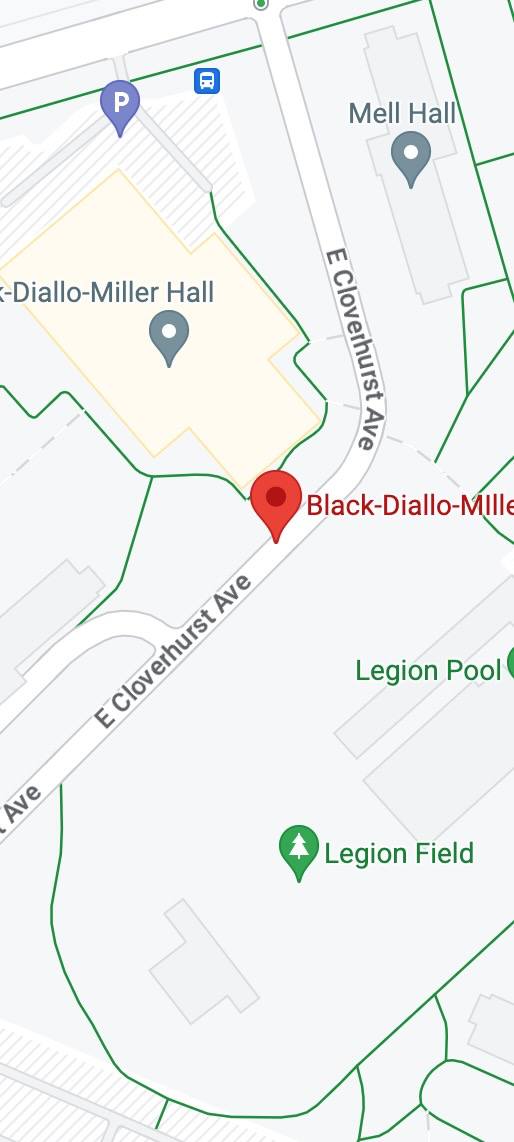 P
Mell Hall
E Cloverhurst Ave
k-Diallo-Miller Hall
Black-Diallo-MIlle
E Cloverhurst Ave
Legion Pool
t Ave
Legion Field